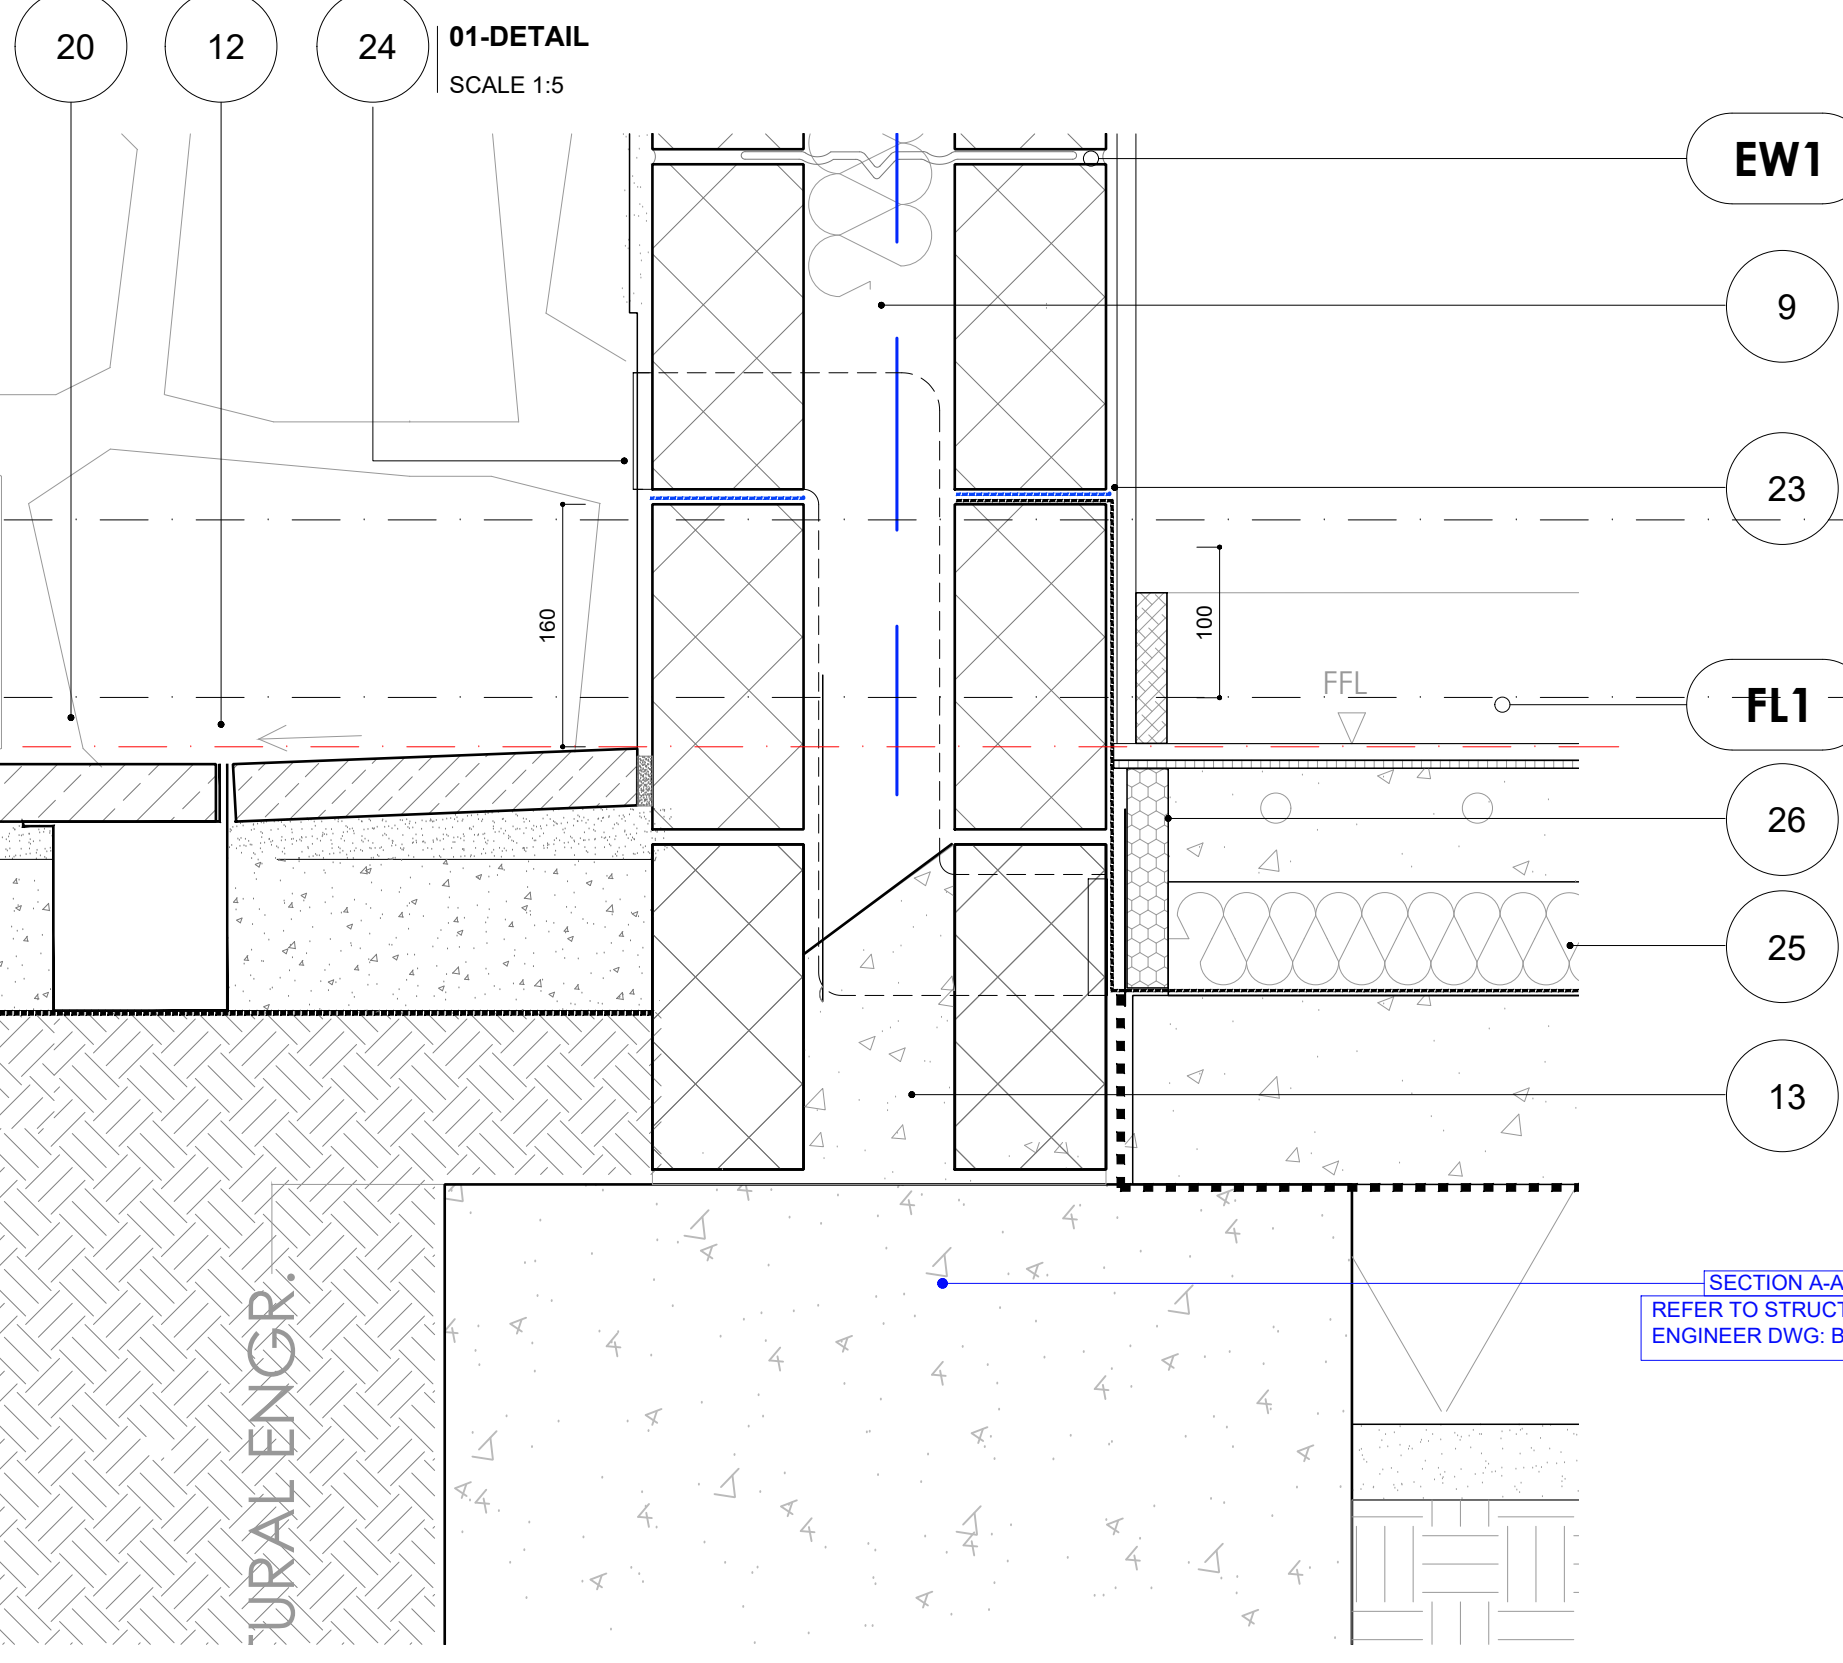 20
12
24
01-DETAIL
SCALE 1:5
EW1
9
23
160
100
FFL
FL1
26
25
13
SECTION A-A
REFER TO STRUCT
ENGINEER DWG: B
TURAL ENGR.